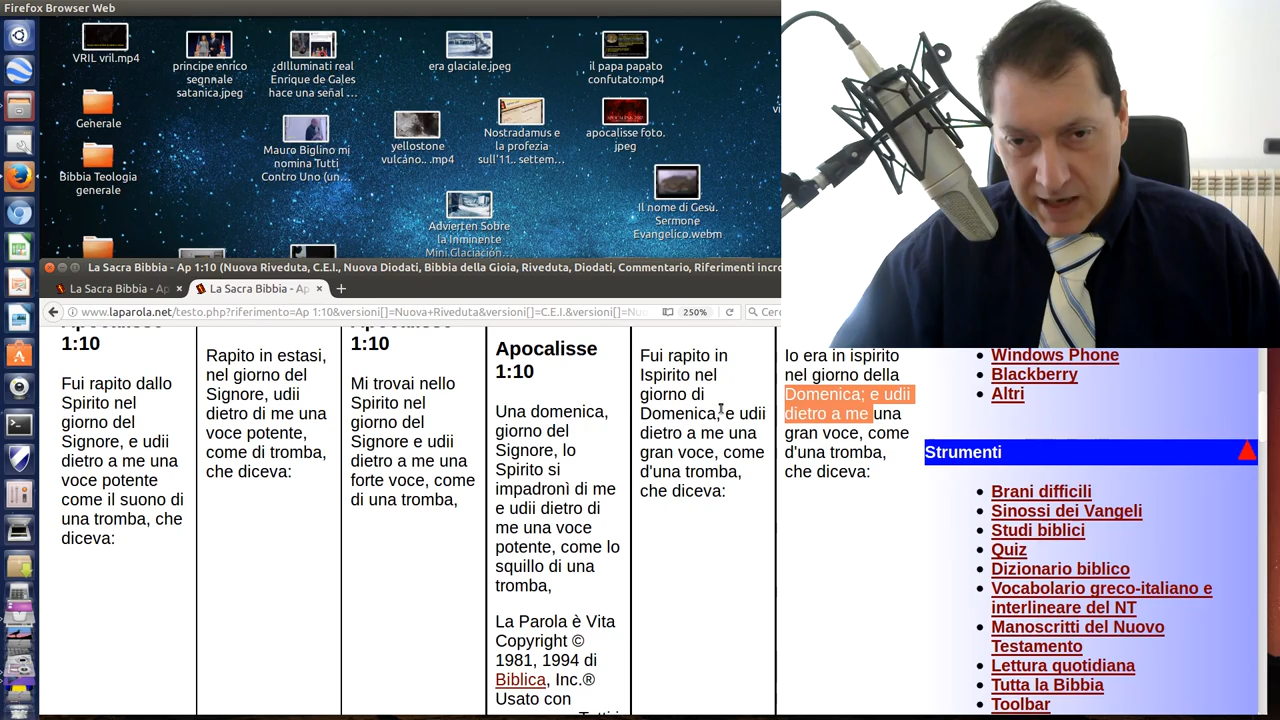 Firefox Browser Web
VRIL vril.mp4
principe enrico
segnnale
satanica.jpeg
¿dIlluminati real
Enrique de Gales
hace una señal ...
era glaciale.jpeg
il papa papato
confutato:mp4
Generale
Mauro Biglino mi
nomina Tutti
Contro Uno (un...
yellostone
vulcáno.. .mp4
Nostradamus e
la profezia
sull'11.. settem...
apocalisse foto.
jpeg
Bibbia Teologia
generale
Advierten Sobre
la Inminente
Mini Glaciación...
Il nome di Gesù.
Sermone
Evangelico.webm
La Sacra Bibbia - Ap 1:10 (Nuova Riveduta, C.E.I., Nuova Diodati, Bibbia della Gioia, Riveduta, Diodati, Commentario, Riferimenti incro
La Sacra Bibbia - Ap
La Sacra Bibbia - Ap
www.laparola.net/testo.php?riferimento=Ap 1:10&versioni[]=Nuova+Riveduta&versioni[]=C.E.I.&versioni[]=Nuov
250%
Cerc
Apocalisse
1:10
Fui rapito dallo
Spirito nel
giorno del
Signore, e udii
dietro a me una
voce potente
come il suono di
una tromba, che
diceva:
Rapito in estasi,
nel giorno del
Signore, udii
dietro di me una
voce potente,
come di tromba,
che diceva:
Apocalisse
1:10
Mi trovai nello
Spirito nel
giorno del
Signore e udii
dietro a me una
forte voce, come
di una tromba,
Apocalisse
1:10
Una domenica,
giorno del
Signore, lo
Spirito si
impadronì di me
e udii dietro di
me una voce
potente, come lo
squillo di una
tromba,
La Parola è Vita
Copyright ©
1981, 1994 di
Biblica, Inc.®
Usato con
Fui rapito in
Ispirito nel
giorno di
Domenica, e udii
dietro a me una
gran voce, come
d'una tromba,
che diceva:
Io era in ispirito
nel giorno della
Domenica; e udii
dietro a me una
gran voce, come
d'una tromba,
che diceva:
Windows Phone
Blackberry
Altri
Strumenti
Brani difficili
Sinossi dei Vangeli
Studi biblici
Quiz
Dizionario biblico
Vocabolario greco-italiano e
interlineare del NT
Manoscritti del Nuovo
Testamento
Lettura quotidiana
Tutta la Bibbia
Toolbar